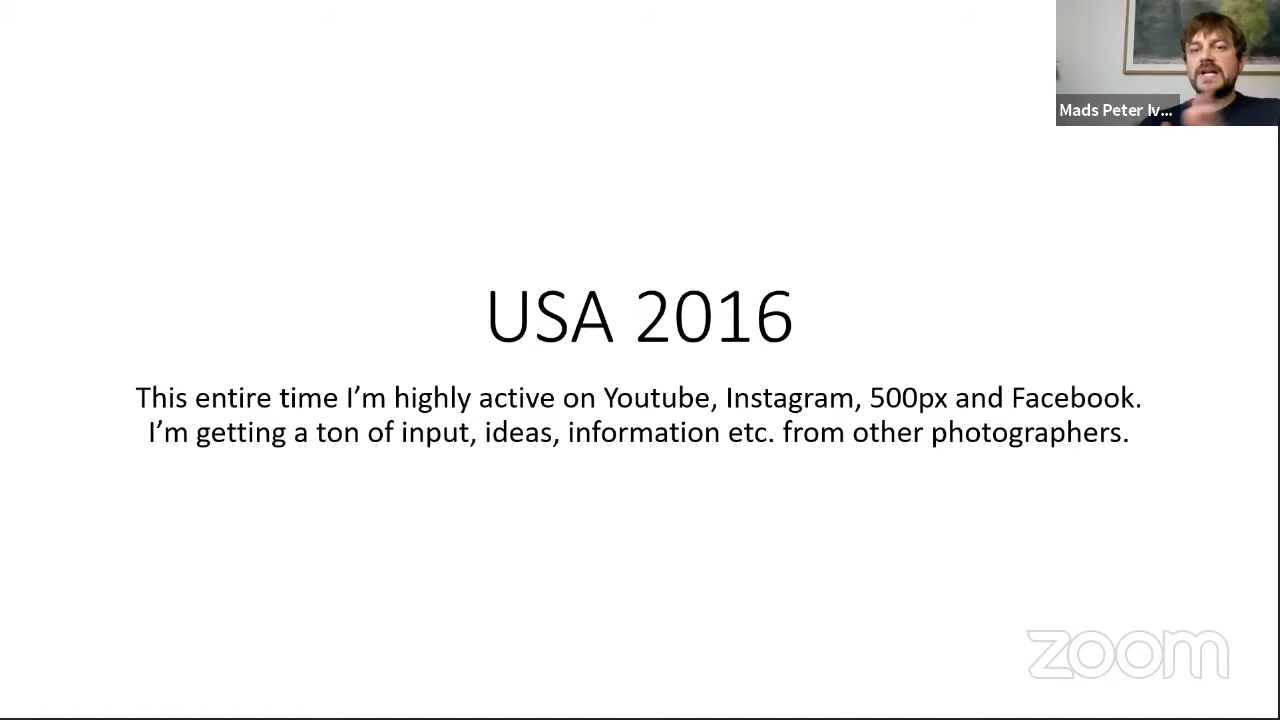 Mads Peter Iv...
USA 2016
This entire time I’m highly active on Youtube, Instagram, 500px and Facebook.
I’m getting a ton of input, ideas, information etc. from other photographers.
zoom